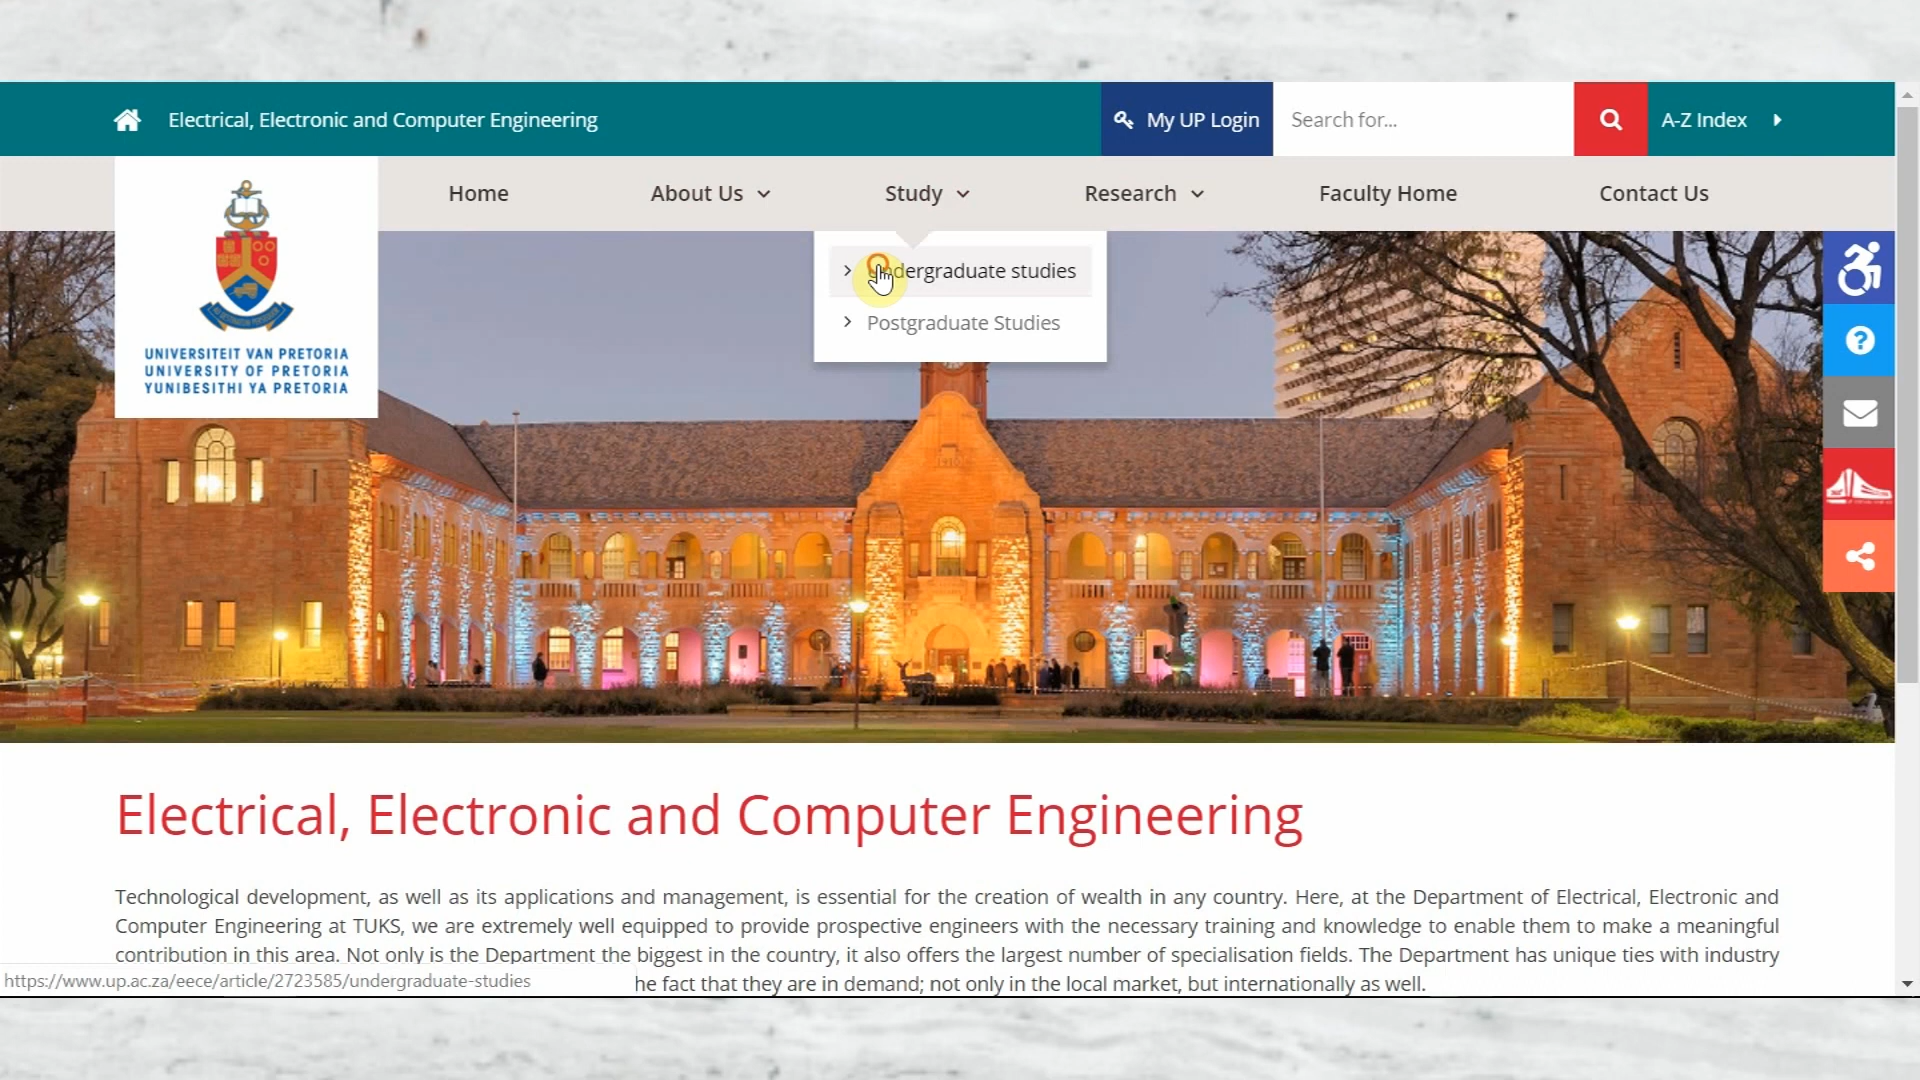 Electrical, Electronic and Computer Engineering
My UP Login
Search for...
A-Z Index
Home
About Us
Study
Research
Faculty Home
Contact Us
UNIVERSITEIT VAN PRETORIA
UNIVERSITY OF PRETORIA
YUNIBESITHI YA PRETORIA
Undergraduate studies
Postgraduate Studies
Electrical, Electronic and Computer Engineering
Technological development, as well as its applications and management, is essential for the creation of wealth in any country. Here, at the Department of Electrical, Electronic and
Computer Engineering at TUKS, we are extremely well equipped to provide prospective engineers with the necessary training and knowledge to enable them to make a meaningful
contribution in this area. Not only is the Department the biggest in the country, it also offers the largest number of specialisation fields. The Department has unique ties with industry
he fact that they are in demand; not only in the local market, but internationally as well.
https://www.up.ac.za/eece/article/2723585/undergraduate-studies